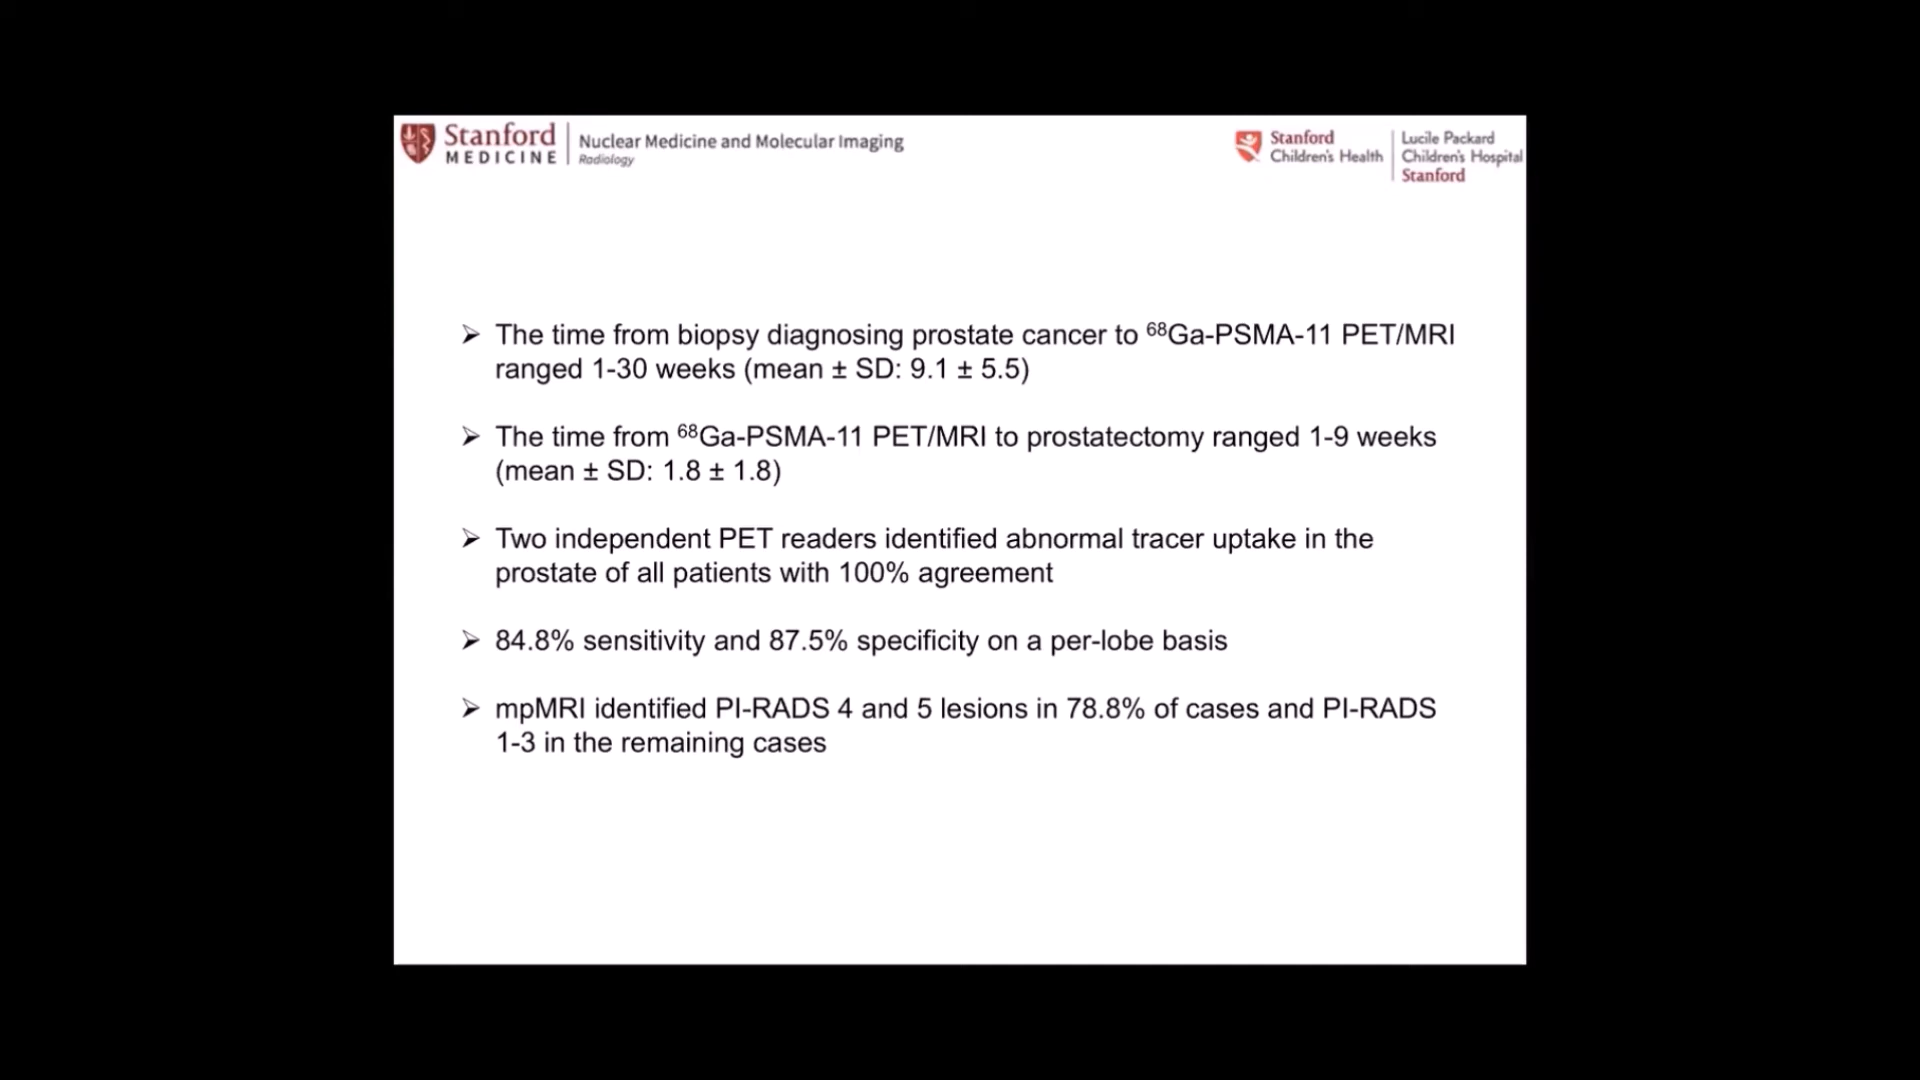 Stanford MEDICINE
Nuclear Medicine and Molecular Imaging
Radiology
Stanford Children's Health
Lucile Packard Children's Hospital Stanford
➢ The time from biopsy diagnosing prostate cancer to ⁶⁸Ga-PSMA-11 PET/MRI
ranged 1-30 weeks (mean ± SD: 9.1 ± 5.5)
➢ The time from ⁶⁸Ga-PSMA-11 PET/MRI to prostatectomy ranged 1-9 weeks
(mean ± SD: 1.8 ± 1.8)
➢ Two independent PET readers identified abnormal tracer uptake in the
prostate of all patients with 100% agreement
➢ 84.8% sensitivity and 87.5% specificity on a per-lobe basis
➢ mpMRI identified PI-RADS 4 and 5 lesions in 78.8% of cases and PI-RADS
1-3 in the remaining cases